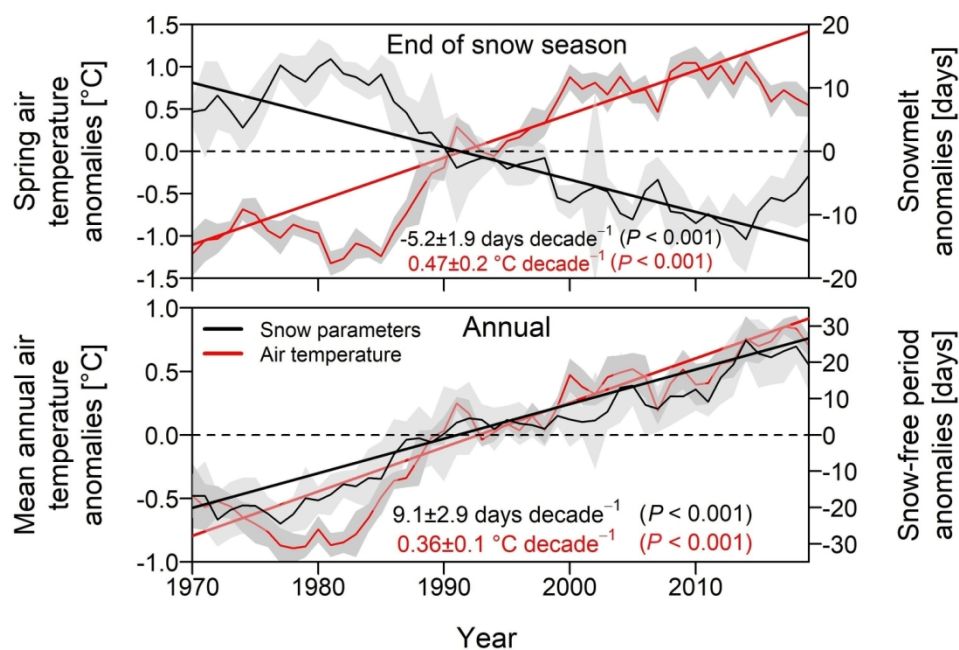 End of snow season
Spring air
temperature
anomalies [°C]
1.5
1.0
0.5
0.0
-0.5
-1.0
-1.5
20
10
0
-10
-20
Snowmelt
anomalies [days]
-5.2±1.9 days decade⁻¹ (P < 0.001)
0.47±0.2 °C decade⁻¹ (P < 0.001)
Annual
Snow parameters
Air temperature
Mean annual air
temperature
anomalies [°C]
1.0
0.5
0.0
-0.5
-1.0
30
20
10
0
-10
-20
-30
Snow-free period
anomalies [days]
9.1±2.9 days decade⁻¹ (P < 0.001)
0.36±0.1 °C decade⁻¹ (P < 0.001)
1970 1980 1990 2000 2010
Year